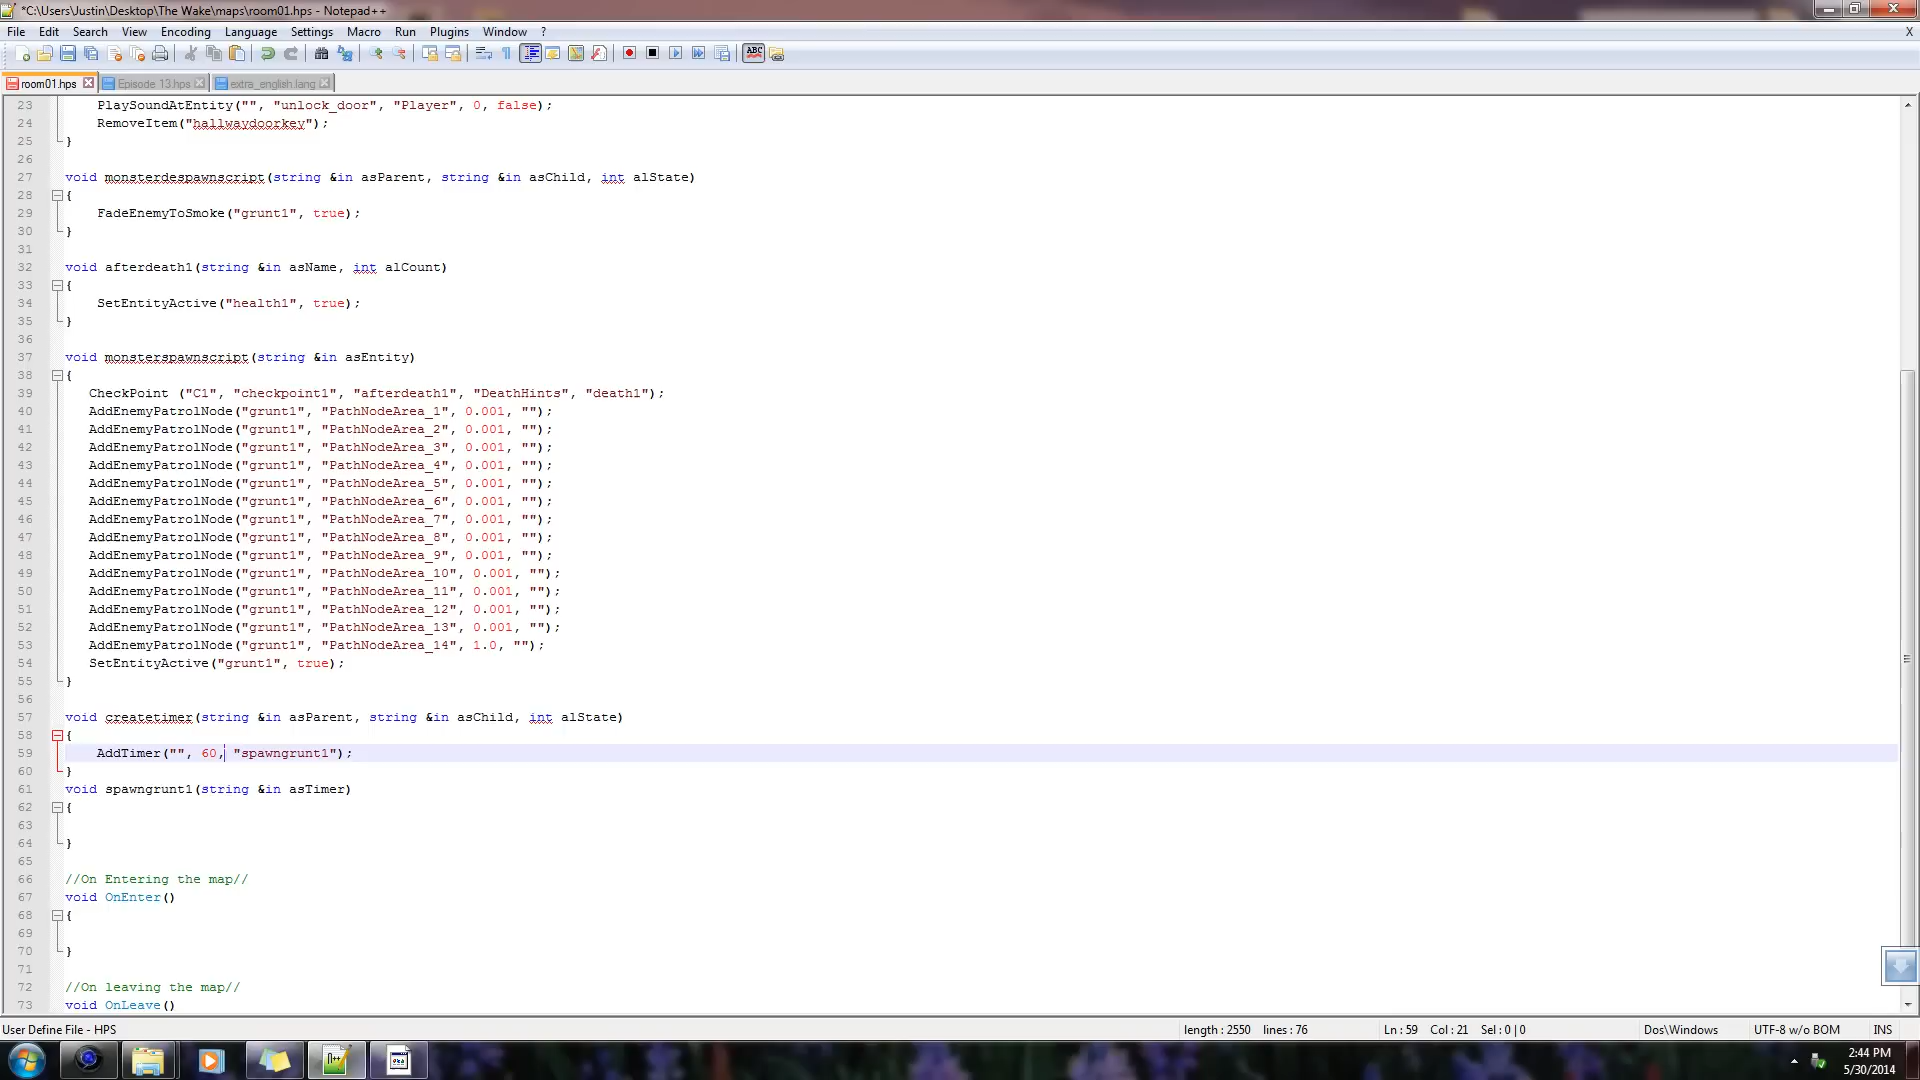 *C:\Users\Justin\Desktop\The Wake\maps\room01.hps - Notepad++
File Edit Search View Encoding Language Settings Macro Run Plugins Window ? X
room01.hps Episode 13.hps extra_english.lang
23 PlaySoundAtEntity("", "unlock_door", "Player", 0, false);
24 RemoveItem("hallwaydoorkey");
25 }
26
27 void monsterdespawnscript(string &in asParent, string &in asChild, int alState)
28 {
29 FadeEnemyToSmoke("grunt1", true);
30 }
31
32 void afterdeath1(string &in asName, int alCount)
33 {
34 SetEntityActive("health1", true);
35 }
36
37 void monsterspawnscript(string &in asEntity)
38 {
39 CheckPoint ("C1", "checkpoint1", "afterdeath1", "DeathHints", "death1");
40 AddEnemyPatrolNode("grunt1", "PathNodeArea_1", 0.001, "");
41 AddEnemyPatrolNode("grunt1", "PathNodeArea_2", 0.001, "");
42 AddEnemyPatrolNode("grunt1", "PathNodeArea_3", 0.001, "");
43 AddEnemyPatrolNode("grunt1", "PathNodeArea_4", 0.001, "");
44 AddEnemyPatrolNode("grunt1", "PathNodeArea_5", 0.001, "");
45 AddEnemyPatrolNode("grunt1", "PathNodeArea_6", 0.001, "");
46 AddEnemyPatrolNode("grunt1", "PathNodeArea_7", 0.001, "");
47 AddEnemyPatrolNode("grunt1", "PathNodeArea_8", 0.001, "");
48 AddEnemyPatrolNode("grunt1", "PathNodeArea_9", 0.001, "");
49 AddEnemyPatrolNode("grunt1", "PathNodeArea_10", 0.001, "");
50 AddEnemyPatrolNode("grunt1", "PathNodeArea_11", 0.001, "");
51 AddEnemyPatrolNode("grunt1", "PathNodeArea_12", 0.001, "");
52 AddEnemyPatrolNode("grunt1", "PathNodeArea_13", 0.001, "");
53 AddEnemyPatrolNode("grunt1", "PathNodeArea_14", 1.0, "");
54 SetEntityActive("grunt1", true);
55 }
56
57 void createtimer(string &in asParent, string &in asChild, int alState)
58 {
59 AddTimer("", 60, "spawngrunt1");
60 }
61 void spawngrunt1(string &in asTimer)
62 {
63
64 }
65
66 //On Entering the map//
67 void OnEnter()
68 {
69
70 }
71
72 //On leaving the map//
73 void OnLeave()
User Define File - HPS length : 2550 lines : 76 Ln : 59 Col : 21 Sel : 0 | 0 Dos\Windows UTF-8 w/o BOM INS
2:44 PM
5/30/2014